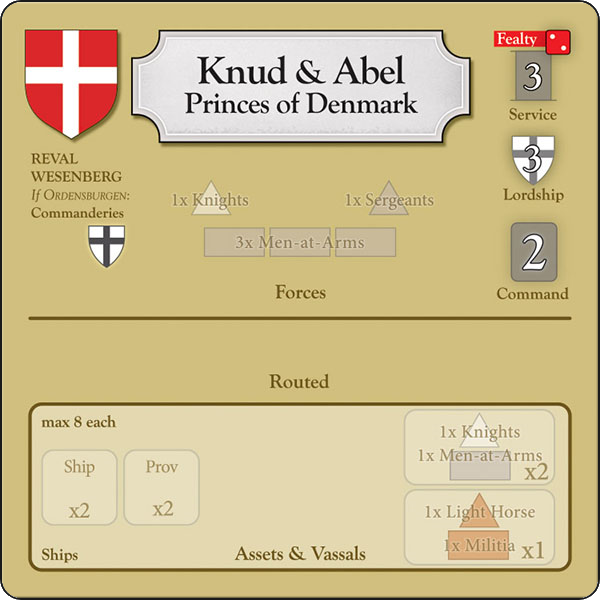 Knud & Abel
Princes of Denmark
Fealty
3
Service
REVAL
WESENBERG
If ORDENSBURGEN:
Commanderies
3
Lordship
1x Knights
1x Sergeants
3x Men-at-Arms
2
Command
Forces
Routed
max 8 each
Ship
x2
Prov
x2
1x Knights
1x Men-at-Arms
x2
1x Light Horse
1x Militia
x1
Ships
Assets & Vassals